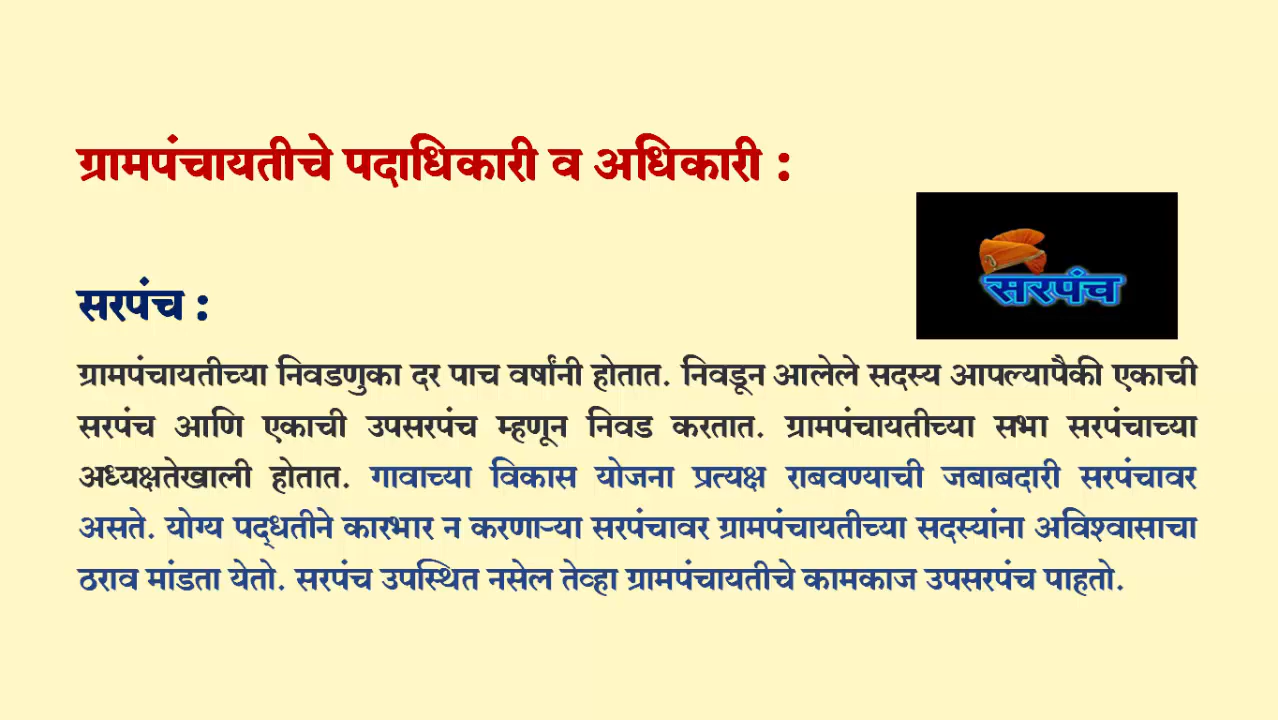 ग्रामपंचायतीचे पदाधिकारी व अधिकारी :
सरपंच
सरपंच :
ग्रामपंचायतीच्या निवडणुका दर पाच वर्षांनी होतात. निवडून आलेले सदस्य आपल्यापैकी एकाची
सरपंच आणि एकाची उपसरपंच म्हणून निवड करतात. ग्रामपंचायतीच्या सभा सरपंचाच्या
अध्यक्षतेखाली होतात. गावाच्या विकास योजना प्रत्यक्ष राबवण्याची जबाबदारी सरपंचावर
असते. योग्य पद्धतीने कारभार न करणाऱ्या सरपंचावर ग्रामपंचायतीच्या सदस्यांना अविश्वासाचा
ठराव मांडता येतो. सरपंच उपस्थित नसेल तेव्हा ग्रामपंचायतीचे कामकाज उपसरपंच पाहतो.